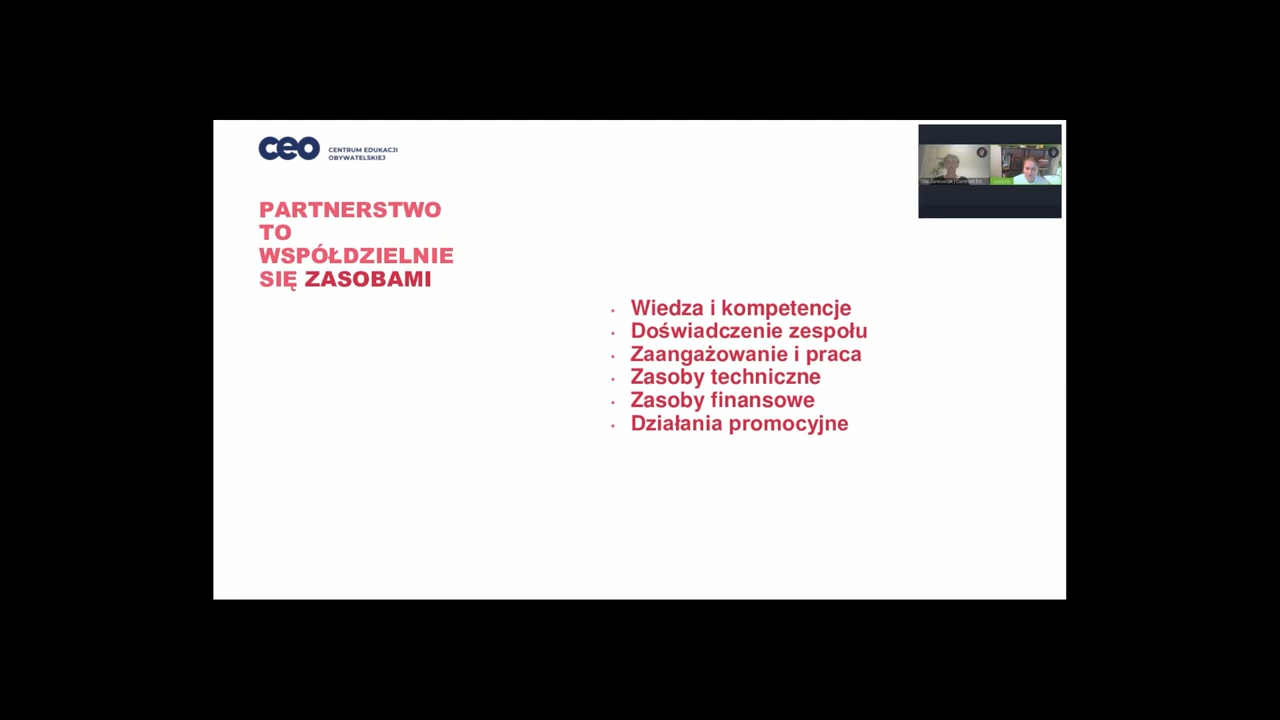 ceo
CENTRUM EDUKACJI
OBYWATELSKIEJ
PARTNERSTWO
TO
WSPÓŁDZIELNIE
SIĘ ZASOBAMI
· Wiedza i kompetencje
· Doświadczenie zespołu
· Zaangażowanie i praca
· Zasoby techniczne
· Zasoby finansowe
· Działania promocyjne